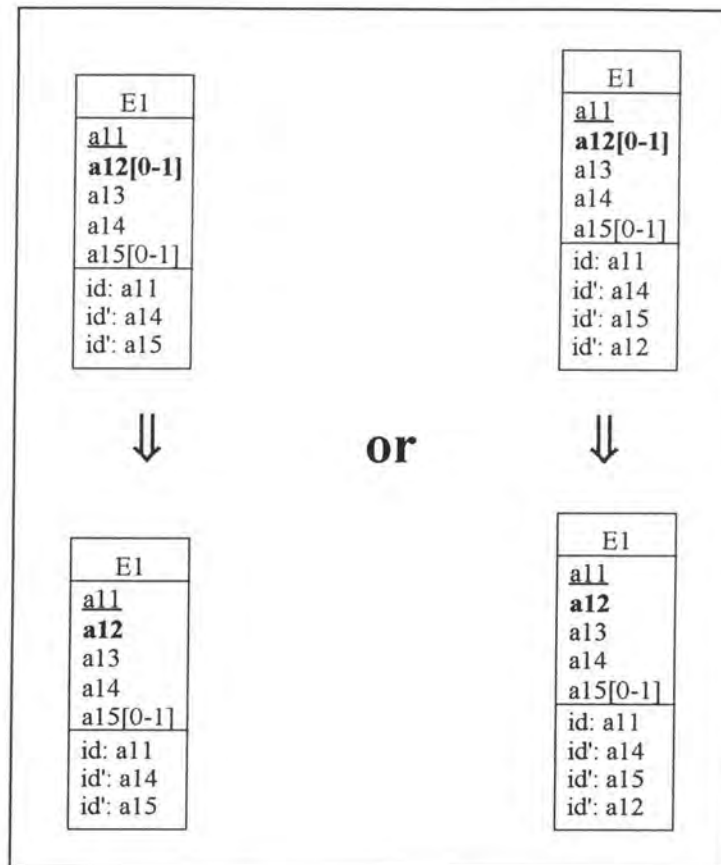 E1
a11
a12[0-1]
a13
a14
a15[0-1]
id: a11
id': a14
id': a15
E1
a11
a12[0-1]
a13
a14
a15[0-1]
id: a11
id': a14
id': a15
id': a12
⇓
or
⇓
E1
a11
a12
a13
a14
a15[0-1]
id: a11
id': a14
id': a15
E1
a11
a12
a13
a14
a15[0-1]
id: a11
id': a14
id': a15
id': a12